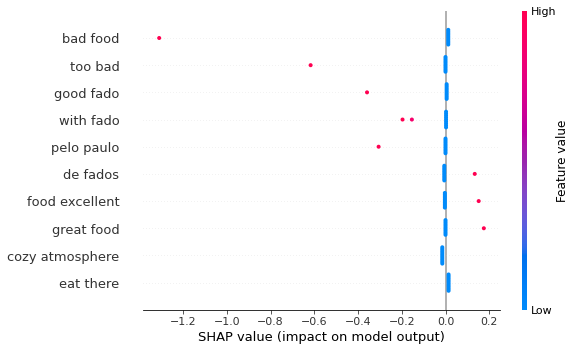 High
bad food
too bad
good fado
with fado
pelo paulo
de fados
food excellent
great food
cozy atmosphere
eat there
Feature value
Low
−1.2 −1.0 −0.8 −0.6 −0.4 −0.2 0.0 0.2
SHAP value (impact on model output)